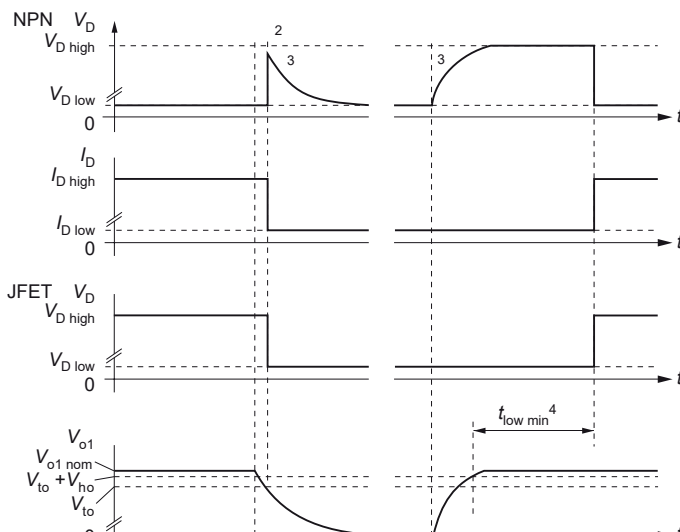 NPN V_D
V_D high
2
3
3
V_D low
0
t
I_D
I_D high
I_D low
0
t
JFET V_D
V_D high
V_D low
0
t
t_low min^4
V_o1
V_o1 nom
V_to + V_ho
V_to
t